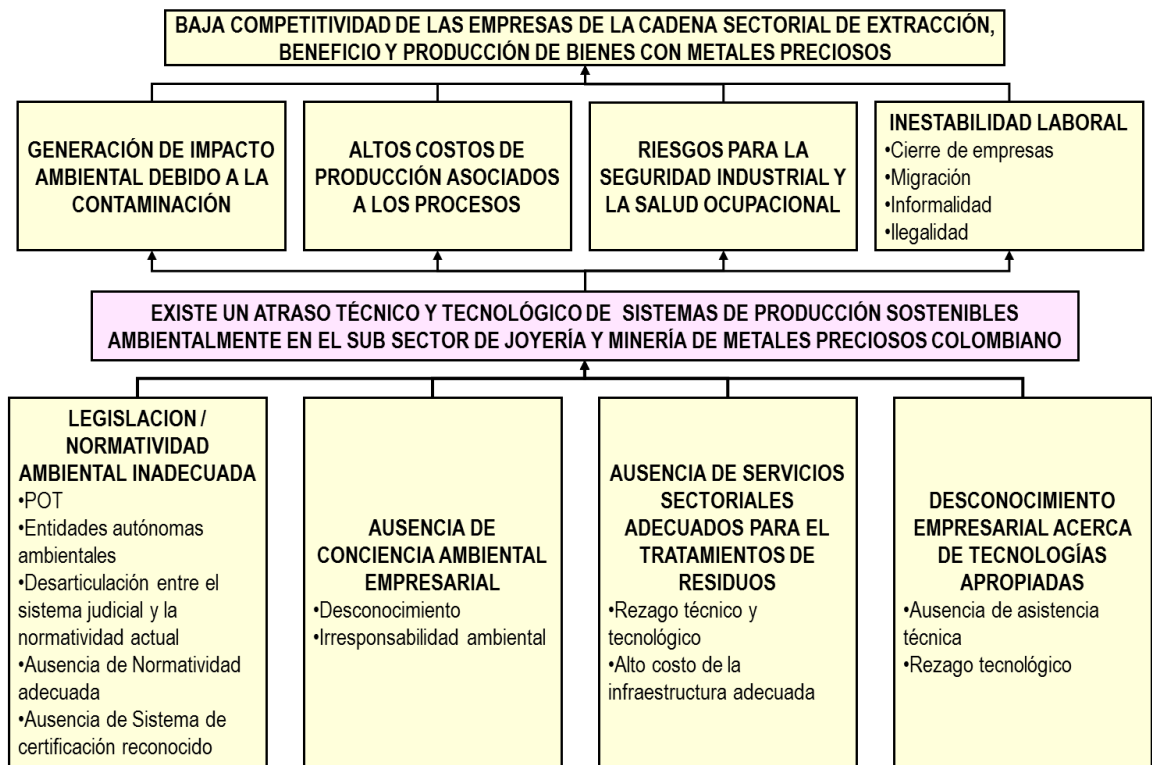 BAJA COMPETITIVIDAD DE LAS EMPRESAS DE LA CADENA SECTORIAL DE EXTRACCIÓN,
BENEFICIO Y PRODUCCIÓN DE BIENES CON METALES PRECIOSOS
GENERACIÓN DE IMPACTO
AMBIENTAL DEBIDO A LA
CONTAMINACIÓN
ALTOS COSTOS DE
PRODUCCIÓN ASOCIADOS
A LOS PROCESOS
RIESGOS PARA LA
SEGURIDAD INDUSTRIAL Y
LA SALUD OCUPACIONAL
INESTABILIDAD LABORAL
•Cierre de empresas
•Migración
•Informalidad
•Ilegalidad
EXISTE UN ATRASO TÉCNICO Y TECNOLÓGICO DE SISTEMAS DE PRODUCCIÓN SOSTENIBLES
AMBIENTALMENTE EN EL SUB SECTOR DE JOYERÍA Y MINERÍA DE METALES PRECIOSOS COLOMBIANO
LEGISLACION /
NORMATIVIDAD
AMBIENTAL INADECUADA
•POT
•Entidades autónomas
ambientales
•Desarticulación entre el
sistema judicial y la
normatividad actual
•Ausencia de Normatividad
adecuada
•Ausencia de Sistema de
certificación reconocido
AUSENCIA DE
CONCIENCIA AMBIENTAL
EMPRESARIAL
•Desconocimiento
•Irresponsabilidad ambiental
AUSENCIA DE SERVICIOS
SECTORIALES
ADECUADOS PARA EL
TRATAMIENTOS DE
RESIDUOS
•Rezago técnico y
tecnológico
•Alto costo de la
infraestructura adecuada
DESCONOCIMIENTO
EMPRESARIAL ACERCA
DE TECNOLOGÍAS
APROPIADAS
•Ausencia de asistencia
técnica
•Rezago tecnológico